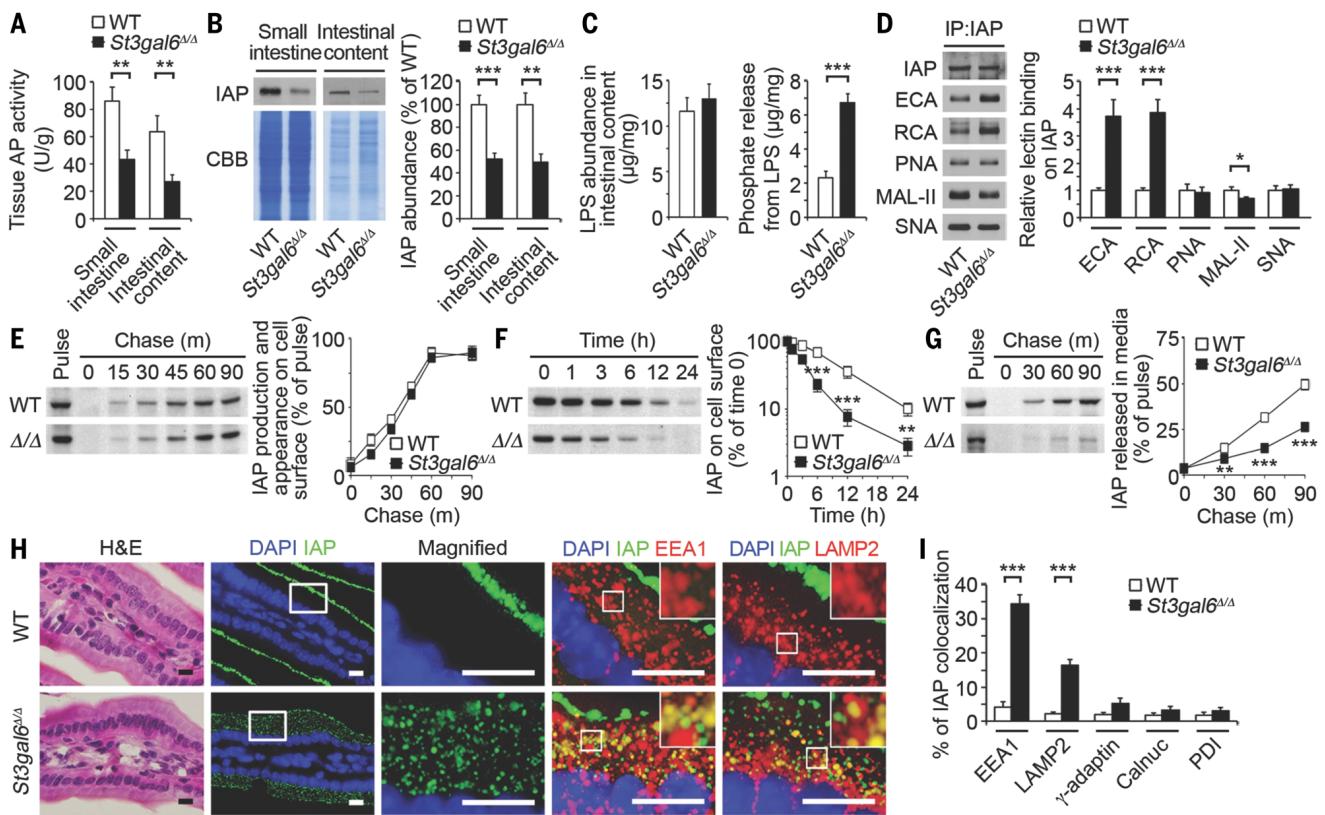 A
WT
St3gal6Δ/Δ
Tissue AP activity
(U/g)
120
100
80
60
40
20
0
**
**
Small
intestine
Intestinal
content
B
Small
intestine
Intestinal
content
IAP
CBB
WT
St3gal6Δ/Δ
WT
St3gal6Δ/Δ
WT
St3gal6Δ/Δ
IAP abundance (% of WT)
120
100
80
60
40
20
0
***
**
Small
intestine
Intestinal
content
C
WT
St3gal6Δ/Δ
LPS abundance in
intestinal content
(μg/mg)
15
10
5
0
WT
St3gal6Δ/Δ
Phosphate release
from LPS (μg/mg)
8
7
6
5
4
3
2
1
0
***
WT
St3gal6Δ/Δ
D
IP:IAP
IAP
ECA
RCA
PNA
MAL-II
SNA
WT
St3gal6Δ/Δ
WT
St3gal6Δ/Δ
Relative lectin binding
on IAP
5
4
3
2
1
0
***
***
*
ECA
RCA
PNA
MAL-II
SNA
E
Pulse
Chase (m)
0 15 30 45 60 90
WT
Δ/Δ
IAP production and
appearance on cell
surface (% of pulse)
100
50
0
WT
St3gal6Δ/Δ
0 30 60 90
Chase (m)
F
Time (h)
0 1 3 6 12 24
WT
Δ/Δ
IAP on cell surface
(% of time 0)
100
10
1
***
***
**
WT
St3gal6Δ/Δ
0 6 12 18 24
Time (h)
G
Pulse
Chase (m)
0 30 60 90
WT
Δ/Δ
IAP released in media
(% of pulse)
75
50
25
0
WT
St3gal6Δ/Δ
**
***
***
0 30 60 90
Chase (m)
H
H&E
DAPI IAP
Magnified
DAPI IAP EEA1
DAPI IAP LAMP2
WT
St3gal6Δ/Δ
I
% of IAP colocalization
40
30
20
10
0
***
***
WT
St3gal6Δ/Δ
EEA1
LAMP2
γ-adaptin
Calnuc
PDI